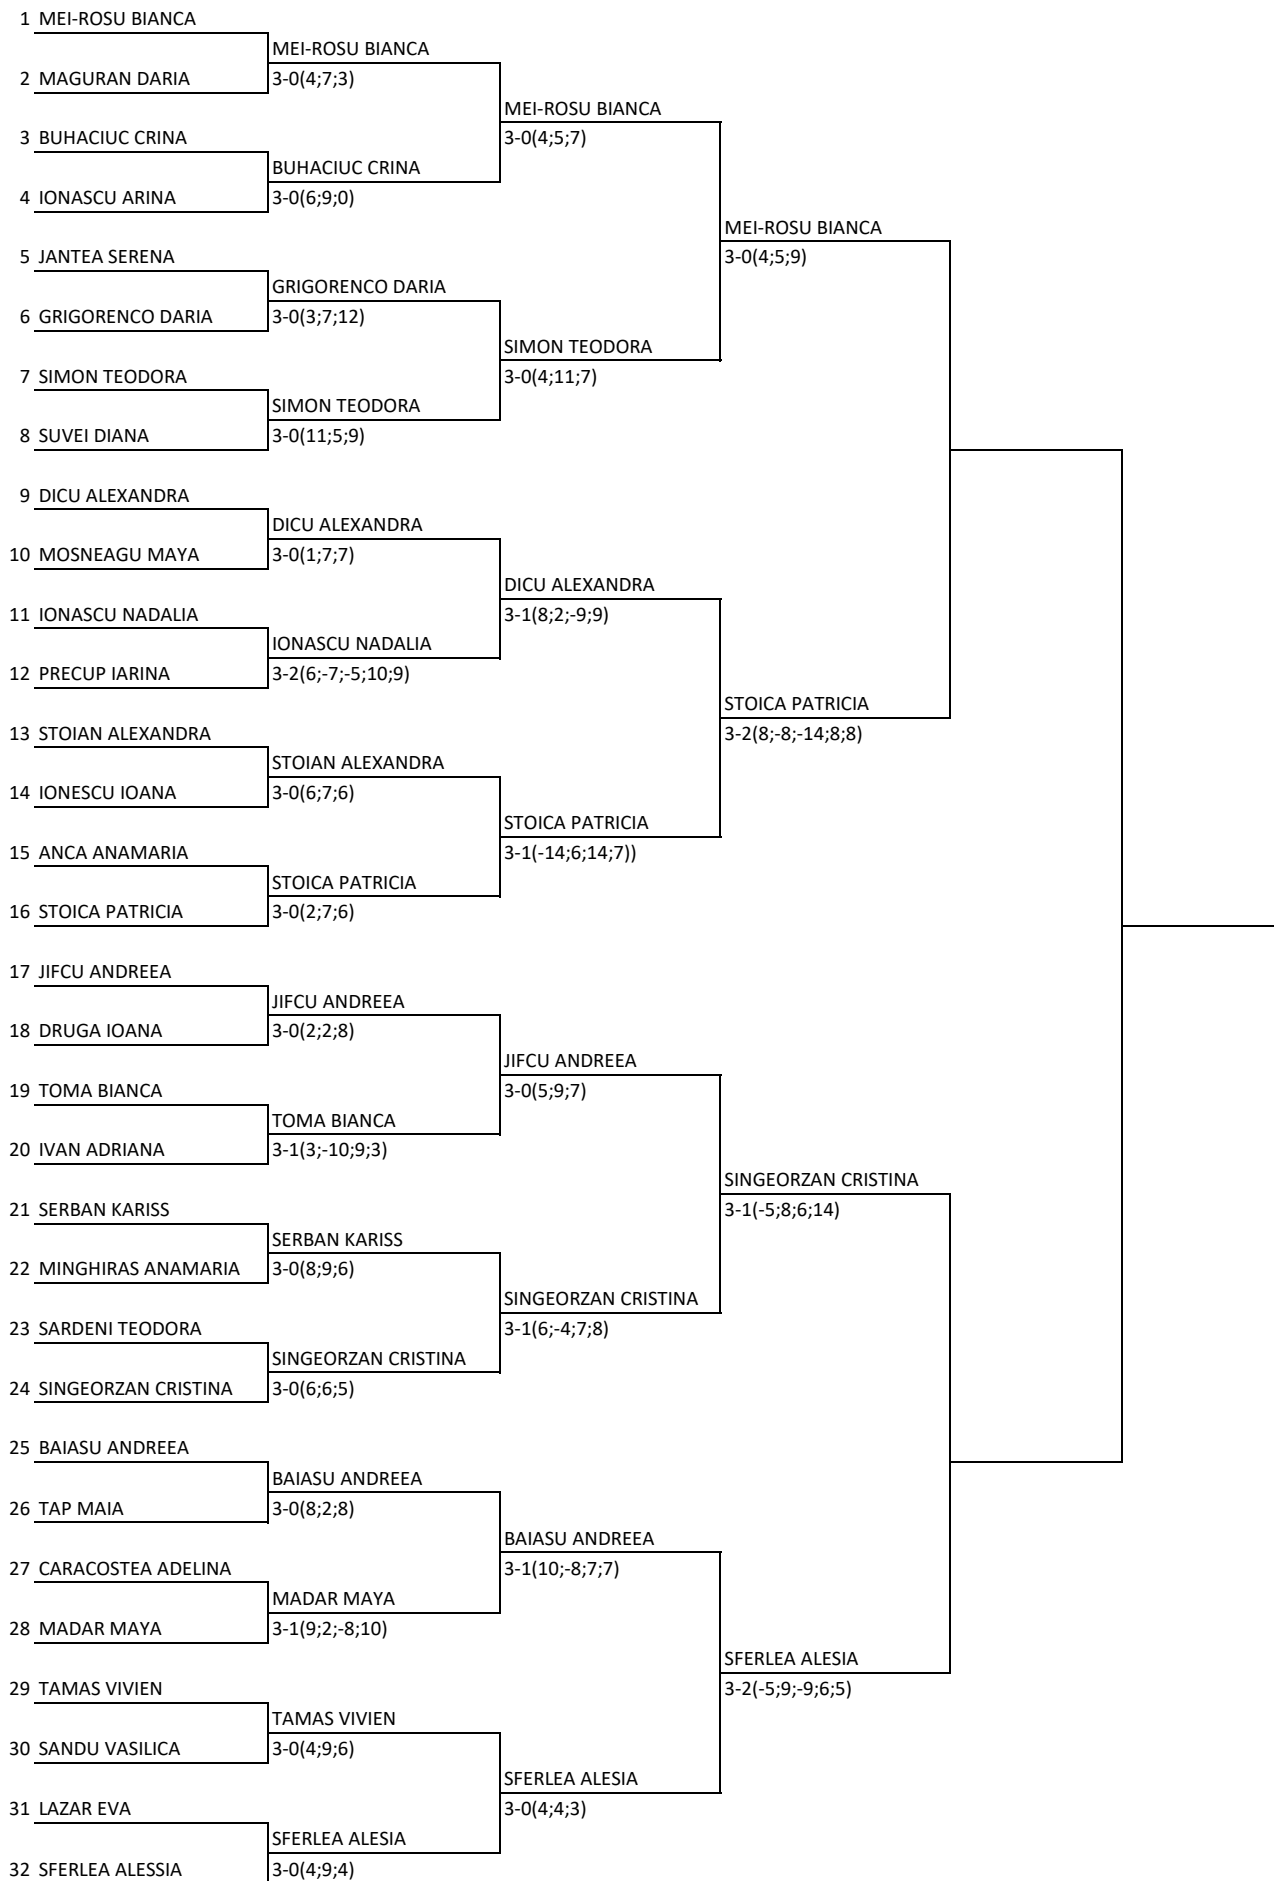 1 MEI-ROSU BIANCA
MEI-ROSU BIANCA
2 MAGURAN DARIA
3-0(4;7;3)
MEI-ROSU BIANCA
3 BUHACIUC CRINA
3-0(4;5;7)
BUHACIUC CRINA
4 IONASCU ARINA
3-0(6;9;0)
MEI-ROSU BIANCA
5 JANTEA SERENA
3-0(4;5;9)
GRIGORENCO DARIA
6 GRIGORENCO DARIA
3-0(3;7;12)
SIMON TEODORA
7 SIMON TEODORA
3-0(4;11;7)
SIMON TEODORA
8 SUVEI DIANA
3-0(11;5;9)
9 DICU ALEXANDRA
DICU ALEXANDRA
10 MOSNEAGU MAYA
3-0(1;7;7)
DICU ALEXANDRA
11 IONASCU NADALIA
3-1(8;2;-9;9)
IONASCU NADALIA
12 PRECUP IARINA
3-2(6;-7;-5;10;9)
STOICA PATRICIA
13 STOIAN ALEXANDRA
3-2(8;-8;-14;8;8)
STOIAN ALEXANDRA
14 IONESCU IOANA
3-0(6;7;6)
STOICA PATRICIA
15 ANCA ANAMARIA
3-1(-14;6;14;7))
STOICA PATRICIA
16 STOICA PATRICIA
3-0(2;7;6)
17 JIFCU ANDREEA
JIFCU ANDREEA
18 DRUGA IOANA
3-0(2;2;8)
JIFCU ANDREEA
19 TOMA BIANCA
3-0(5;9;7)
TOMA BIANCA
20 IVAN ADRIANA
3-1(3;-10;9;3)
SINGEORZAN CRISTINA
21 SERBAN KARISS
3-1(-5;8;6;14)
SERBAN KARISS
22 MINGHIRAS ANAMARIA
3-0(8;9;6)
SINGEORZAN CRISTINA
23 SARDENI TEODORA
3-1(6;-4;7;8)
SINGEORZAN CRISTINA
24 SINGEORZAN CRISTINA
3-0(6;6;5)
25 BAIASU ANDREEA
BAIASU ANDREEA
26 TAP MAIA
3-0(8;2;8)
BAIASU ANDREEA
27 CARACOSTEA ADELINA
3-1(10;-8;7;7)
MADAR MAYA
28 MADAR MAYA
3-1(9;2;-8;10)
SFERLEA ALESIA
29 TAMAS VIVIEN
3-2(-5;9;-9;6;5)
TAMAS VIVIEN
30 SANDU VASILICA
3-0(4;9;6)
SFERLEA ALESIA
31 LAZAR EVA
3-0(4;4;3)
SFERLEA ALESIA
32 SFERLEA ALESSIA
3-0(4;9;4)